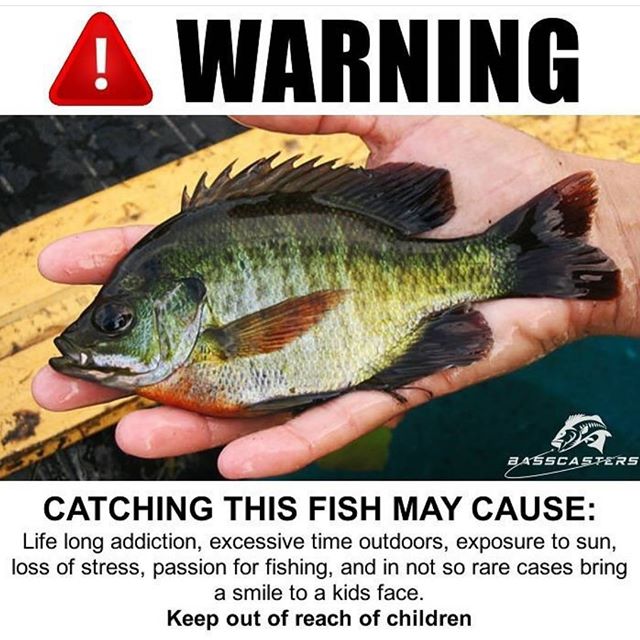 WARNING
BASSCASTERS
CATCHING THIS FISH MAY CAUSE:
Life long addiction, excessive time outdoors, exposure to sun,
loss of stress, passion for fishing, and in not so rare cases bring
a smile to a kids face.
Keep out of reach of children